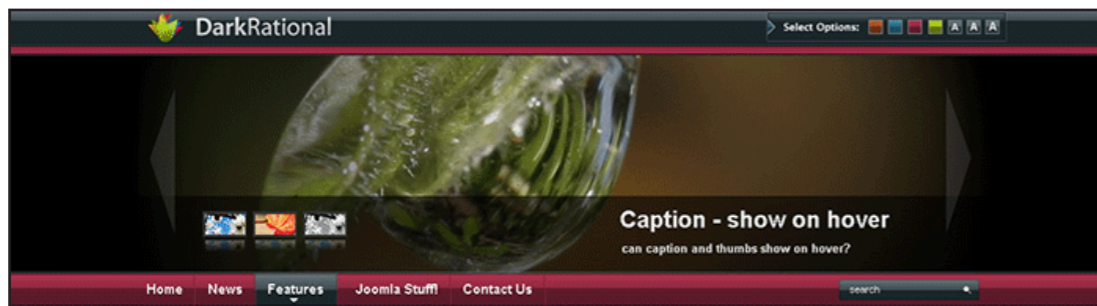 DarkRational
Select Options: A A A
Caption - show on hover
can caption and thumbs show on hover?
Home News Features Joomla Stuff! Contact Us search